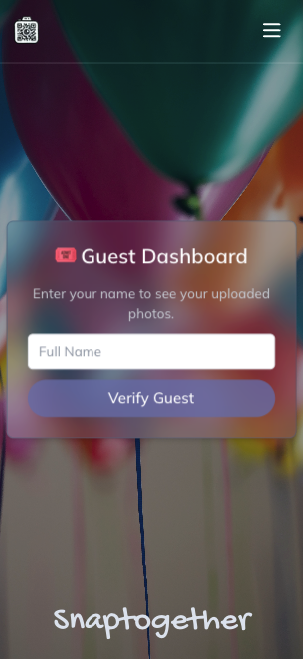 Guest Dashboard
Enter your name to see your uploaded
photos.
Full Name
Verify Guest
Snaptogether